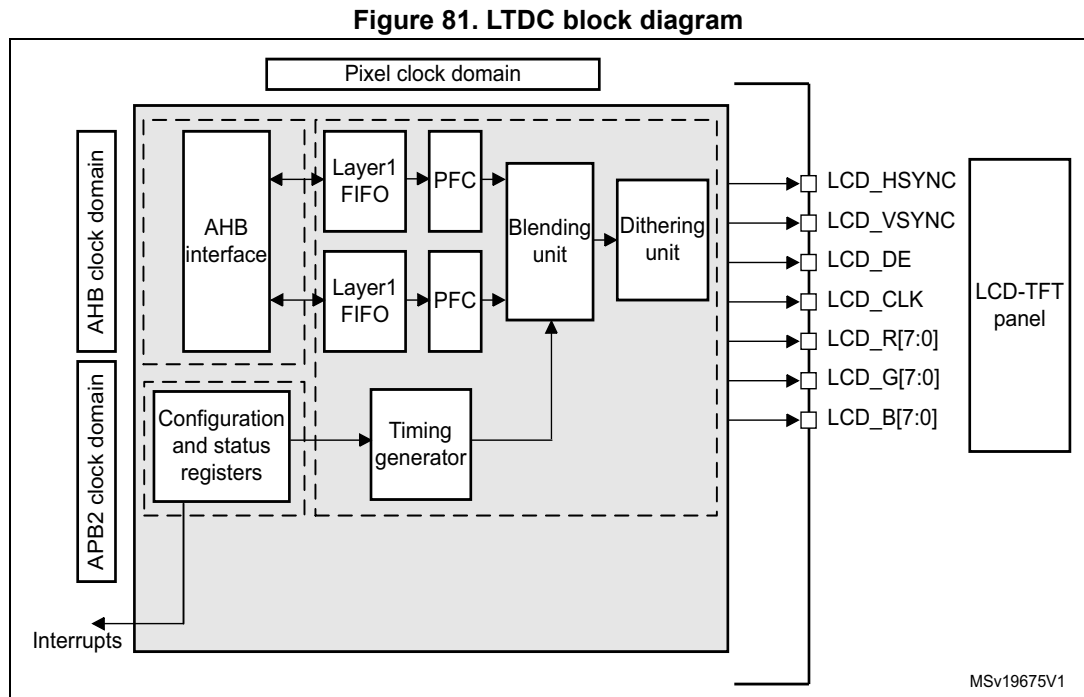 Figure 81. LTDC block diagram
Pixel clock domain
AHB clock domain
AHB
interface
Layer1
FIFO
PFC
Layer1
FIFO
PFC
Blending
unit
Dithering
unit
LCD_HSYNC
LCD_VSYNC
LCD_DE
LCD_CLK
LCD_R[7:0]
LCD_G[7:0]
LCD_B[7:0]
LCD-TFT
panel
APB2 clock domain
Configuration
and status
registers
Timing
generator
Interrupts
MSv19675V1